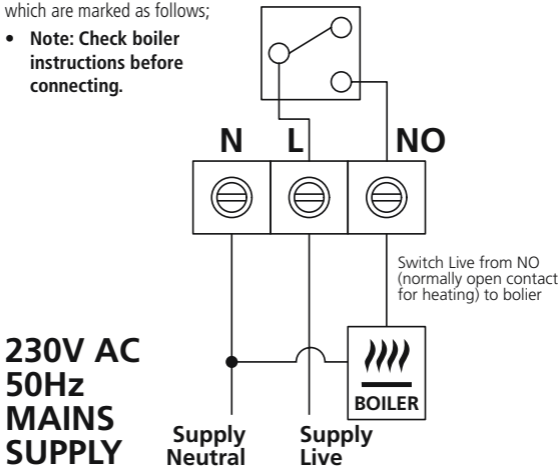 which are marked as follows;
• Note: Check boiler
instructions before
connecting.
N L NO
Switch Live from NO
(normally open contact
for heating) to bolier
BOILER
230V AC
50Hz
MAINS
SUPPLY
Supply
Neutral
Supply
Live